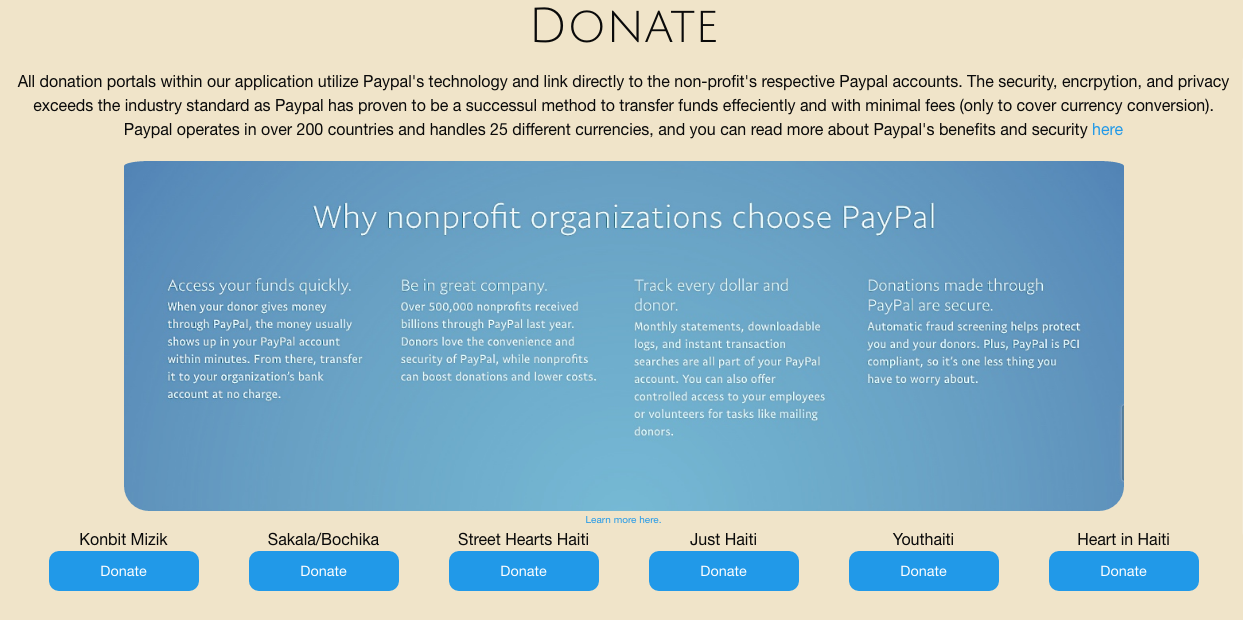 Donate
All donation portals within our application utilize Paypal's technology and link directly to the non-profit's respective Paypal accounts. The security, encrpytion, and privacy
exceeds the industry standard as Paypal has proven to be a successul method to transfer funds effeciently and with minimal fees (only to cover currency conversion).
Paypal operates in over 200 countries and handles 25 different currencies, and you can read more about Paypal's benefits and security here
Why nonprofit organizations choose PayPal
Access your funds quickly.
When your donor gives money
through PayPal, the money usually
shows up in your PayPal account
within minutes. From there, transfer
it to your organization's bank
account at no charge.
Be in great company.
Over 500,000 nonprofits received
billions through PayPal last year.
Donors love the convenience and
security of PayPal, while nonprofits
can boost donations and lower costs.
Track every dollar and
donor.
Monthly statements, downloadable
logs, and instant transaction
searches are all part of your PayPal
account. You can also offer
controlled access to your employees
or volunteers for tasks like mailing
donors.
Donations made through
PayPal are secure.
Automatic fraud screening helps protect
you and your donors. Plus, PayPal is PCI
compliant, so it's one less thing you
have to worry about.
Learn more here.
Konbit Mizik
Donate
Sakala/Bochika
Donate
Street Hearts Haiti
Donate
Just Haiti
Donate
Youthaiti
Donate
Heart in Haiti
Donate